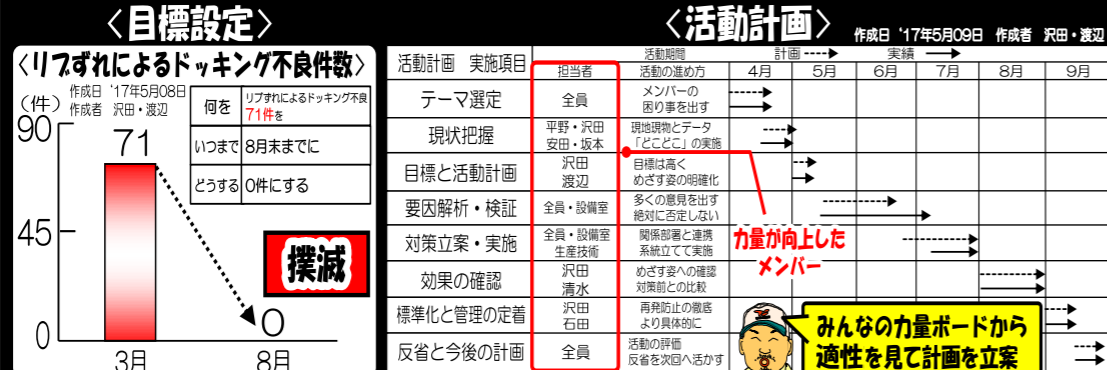 〈目標設定〉
〈リブずれによるドッキング不良件数〉
作成日 '17年5月08日
作成者 沢田・渡辺
(件)
90
45
0
71
0
3月
8月
何を
リブずれによるドッキング不良
71件を
いつまで
8月末までに
どうする
0件にする
撲滅
〈活動計画〉
作成日 '17年5月09日 作成者 沢田・渡辺
活動計画 実施項目
活動期間
計画
実績
担当者
活動の進め方
4月
5月
6月
7月
8月
9月
テーマ選定
全員
メンバーの
困り事を出す
現状把握
平野・沢田
安田・坂本
現地現物とデータ
「どこどこ」の実施
目標と活動計画
沢田
渡辺
目標は高く
めざす姿の明確化
要因解析・検証
全員・設備室
多くの意見を出す
絶対に否定しない
対策立案・実施
全員・設備室
生産技術
関係部署と連携
系統立てて実施
効果の確認
沢田
清水
めざす姿への確認
対策前との比較
標準化と管理の定着
沢田
石田
再発防止の徹底
より具体的に
反省と今後の計画
全員
活動の評価
反省を次回へ活かす
力量が向上した
メンバー
みんなの力量ボードから
適性を見て計画を立案